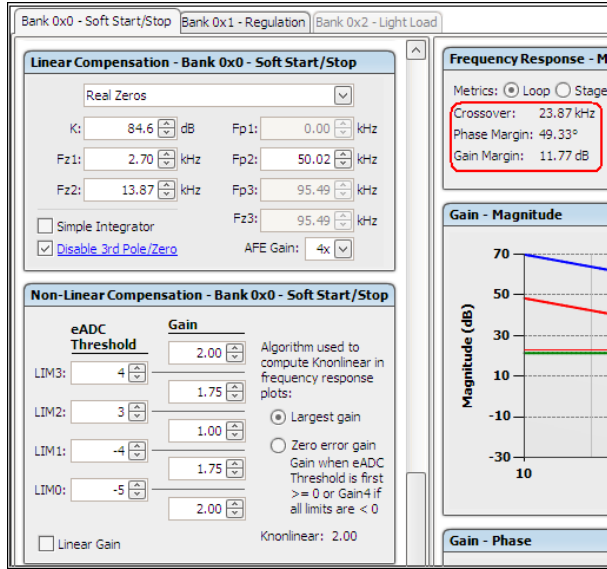 Bank 0x0 - Soft Start/Stop Bank 0x1 - Regulation Bank 0x2 - Light Load
Linear Compensation - Bank 0x0 - Soft Start/Stop
Real Zeros
K: 84.6 dB Fp1: 0.00 kHz
Fz1: 2.70 kHz Fp2: 50.02 kHz
Fz2: 13.87 kHz Fp3: 95.49 kHz
Simple Integrator Fz3: 95.49 kHz
Disable 3rd Pole/Zero AFE Gain: 4x
Non-Linear Compensation - Bank 0x0 - Soft Start/Stop
eADC
Threshold
Gain
2.00
LIM3: 4
1.75
LIM2: 3
1.00
LIM1: -4
1.75
LIM0: -5
2.00
Linear Gain
Algorithm used to
compute Knonlinear in
frequency response
plots:
Largest gain
Zero error gain
Gain when eADC
Threshold is first
>= 0 or Gain4 if
all limits are < 0
Knonlinear: 2.00
Frequency Response - M
Metrics: Loop Stage
Crossover: 23.87 kHz
Phase Margin: 49.33°
Gain Margin: 11.77 dB
Gain - Magnitude
Magnitude (dB)
70
50
30
10
-10
-30
10
Gain - Phase